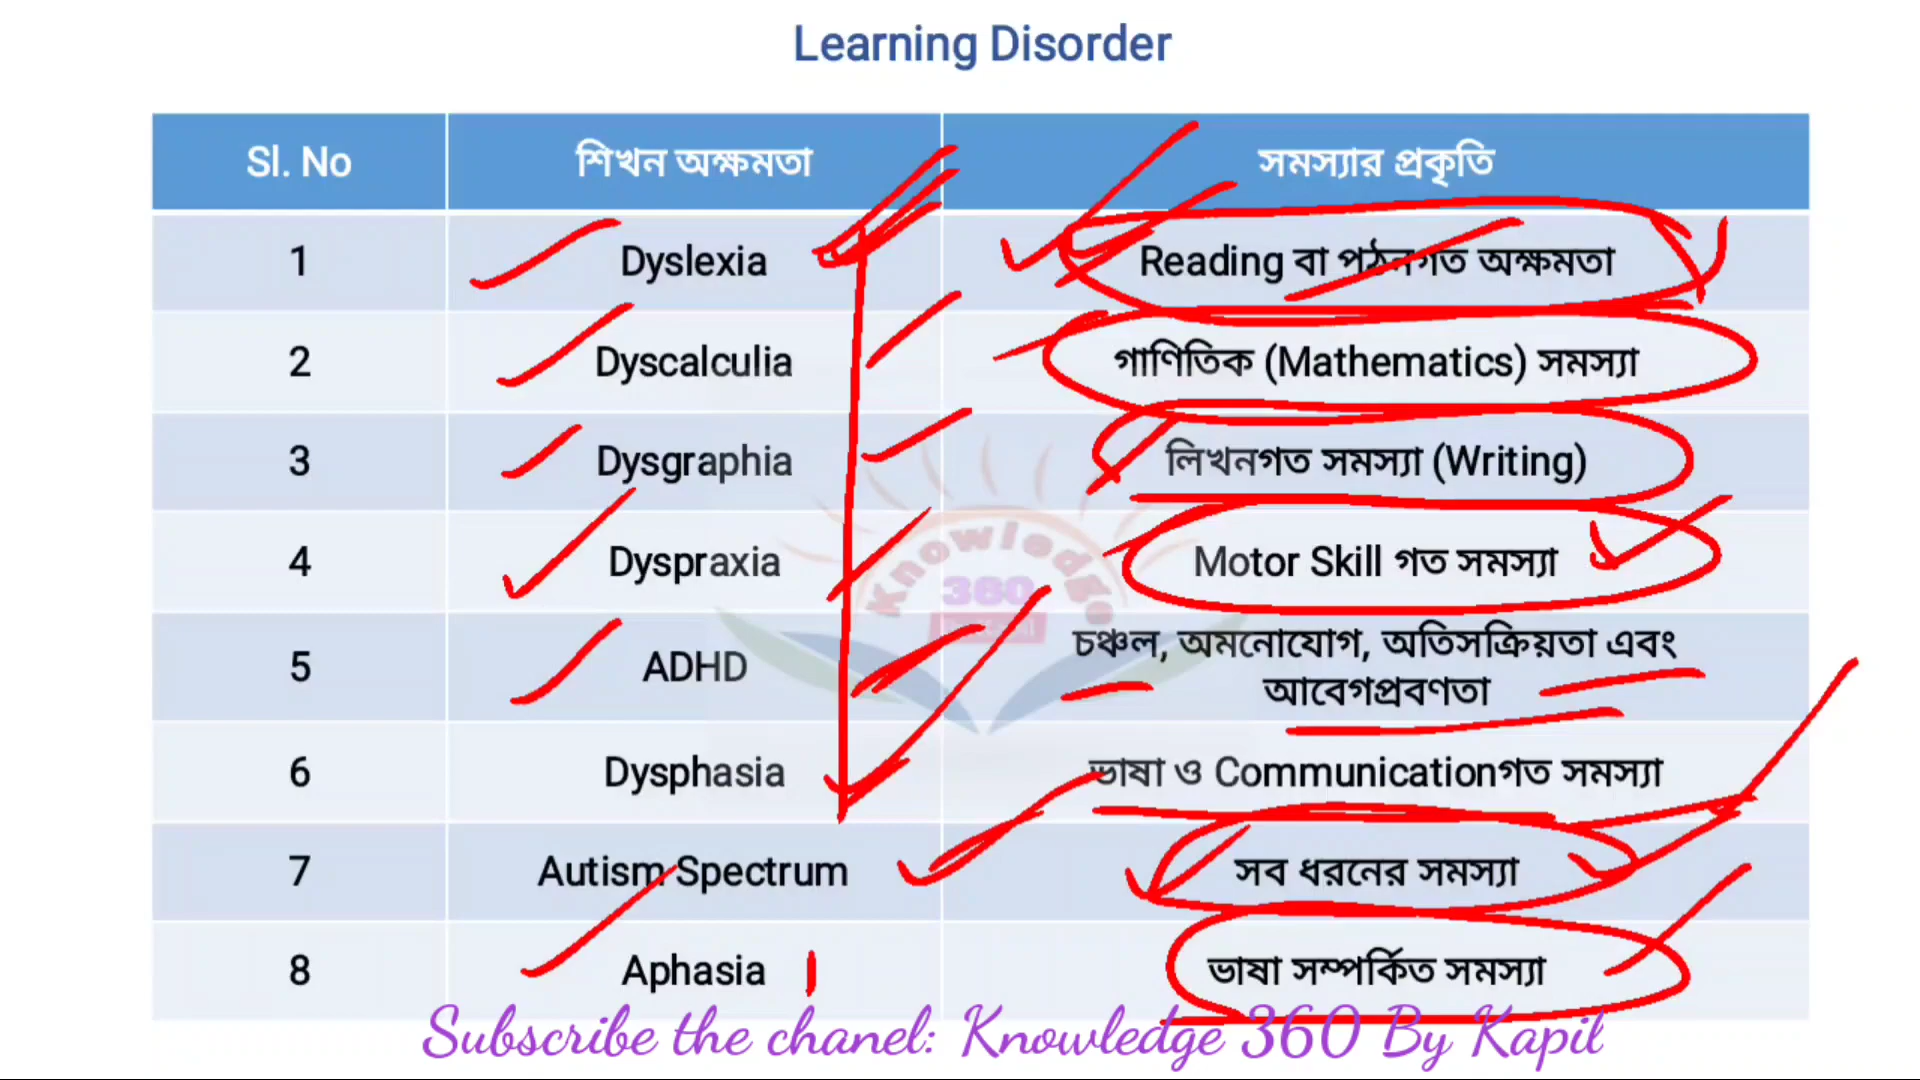 Learning Disorder
Sl. No শিখন অক্ষমতা সমস্যার প্রকৃতি
1 Dyslexia Reading বা পঠনগত অক্ষমতা
2 Dyscalculia গাণিতিক (Mathematics) সমস্যা
3 Dysgraphia লিখনগত সমস্যা (Writing)
4 Dyspraxia Motor Skill গত সমস্যা
5 ADHD চঞ্চল, অমনোযোগ, অতিসক্রিয়তা এবং
আবেগপ্রবণতা
6 Dysphasia ভাষা ও Communicationগত সমস্যা
7 Autism Spectrum সব ধরনের সমস্যা
8 Aphasia ভাষা সম্পর্কিত সমস্যা
Knowledge
360
Subscribe the chanel: Knowledge 360 By Kapil